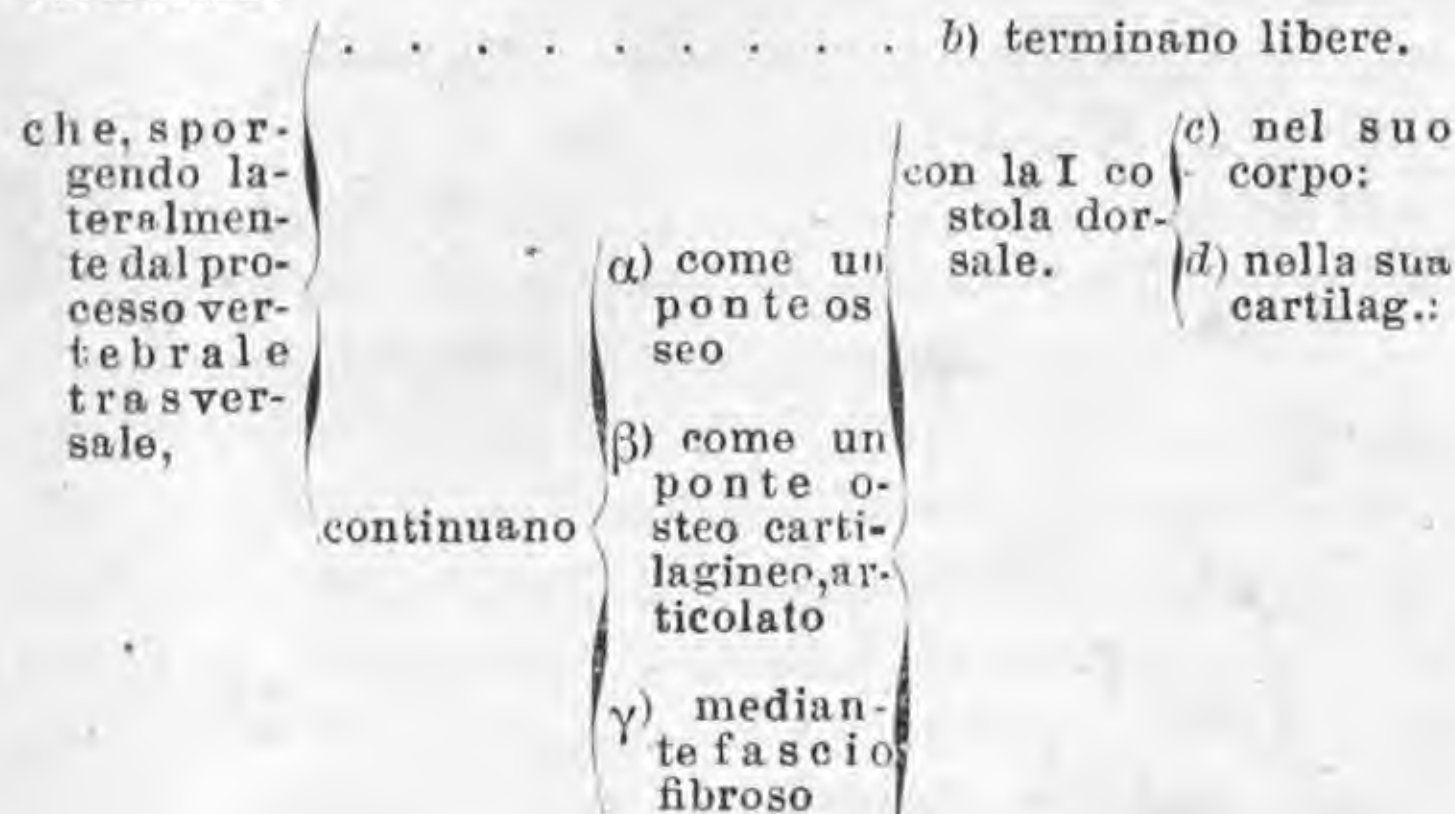 b) terminano libere.
che, spor-
gendo la-
teralmen-
te dal pro-
cesso ver-
tebrale
trasver-
sale,
continuano
α) come un
ponte os
seo
β) come un
ponte o-
steo carti-
lagineo, ar-
ticolato
γ) median-
te fascio
fibroso
con la I co
stola dor-
sale.
c) nel suo
corpo:
d) nella sua
cartilag.: